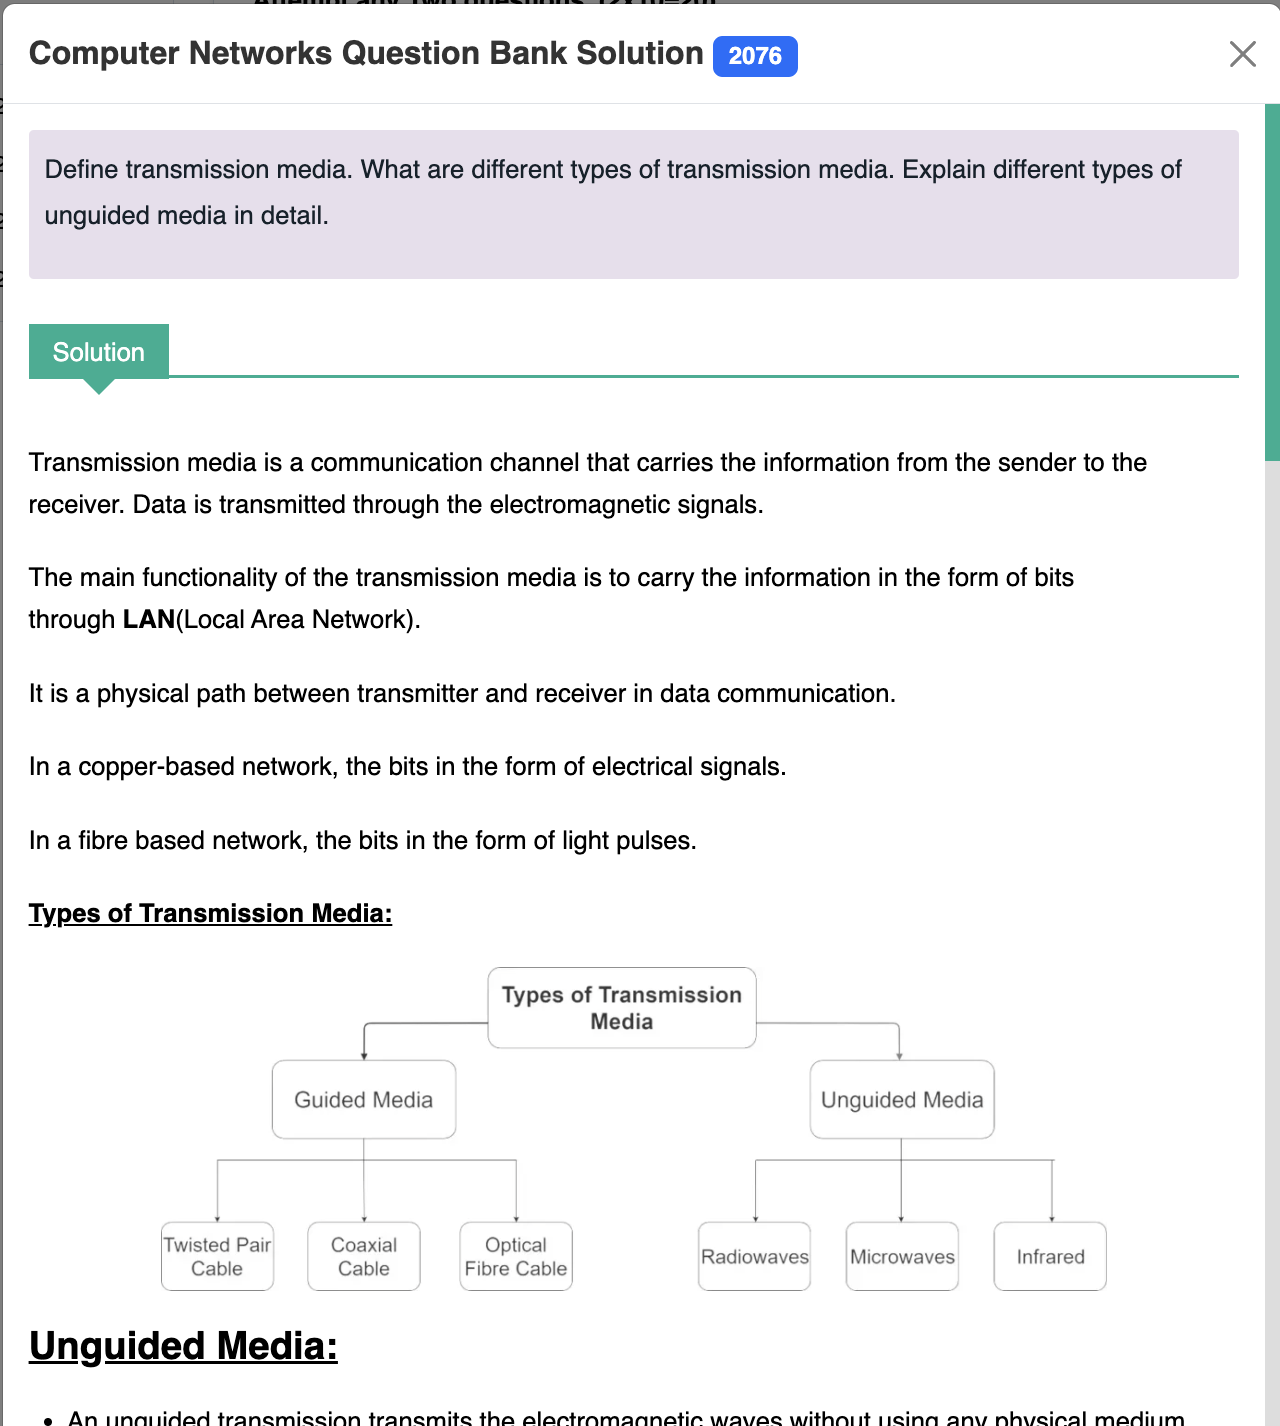 Attempt any Two questions. (2x10=20)
Computer Networks Question Bank Solution 2076
Define transmission media. What are different types of transmission media. Explain different types of
unguided media in detail.
Solution
Transmission media is a communication channel that carries the information from the sender to the
receiver. Data is transmitted through the electromagnetic signals.
The main functionality of the transmission media is to carry the information in the form of bits
through LAN(Local Area Network).
It is a physical path between transmitter and receiver in data communication.
In a copper-based network, the bits in the form of electrical signals.
In a fibre based network, the bits in the form of light pulses.
Types of Transmission Media:
Types of Transmission
Media
Guided Media
Unguided Media
Twisted Pair
Cable
Coaxial
Cable
Optical
Fibre Cable
Radiowaves
Microwaves
Infrared
Unguided Media:
• An unguided transmission transmits the electromagnetic waves without using any physical medium